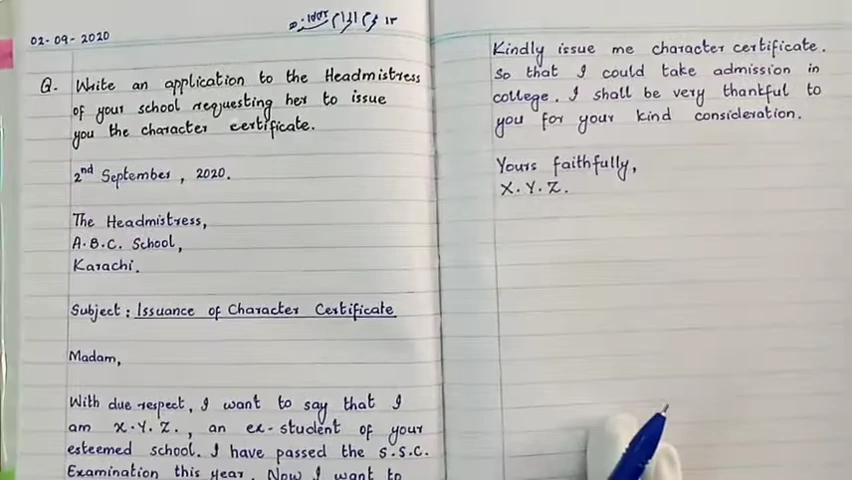 02-09-2020
۱۳ محرم الحرام ۱۴۴۲ھ
Q. Write an application to the Headmistress
of your school requesting her to issue
you the character certificate.
2nd September, 2020.
The Headmistress,
A.B.C. School,
Karachi.
Subject: Issuance of Character Certificate
Madam,
With due respect, I want to say that I
am X.Y.Z., an ex-student of your
esteemed school. I have passed the S.S.C.
Examination this year. Now I want to
Kindly issue me character certificate.
So that I could take admission in
college. I shall be very thankful to
you for your kind consideration.
Yours faithfully,
X.Y.Z.